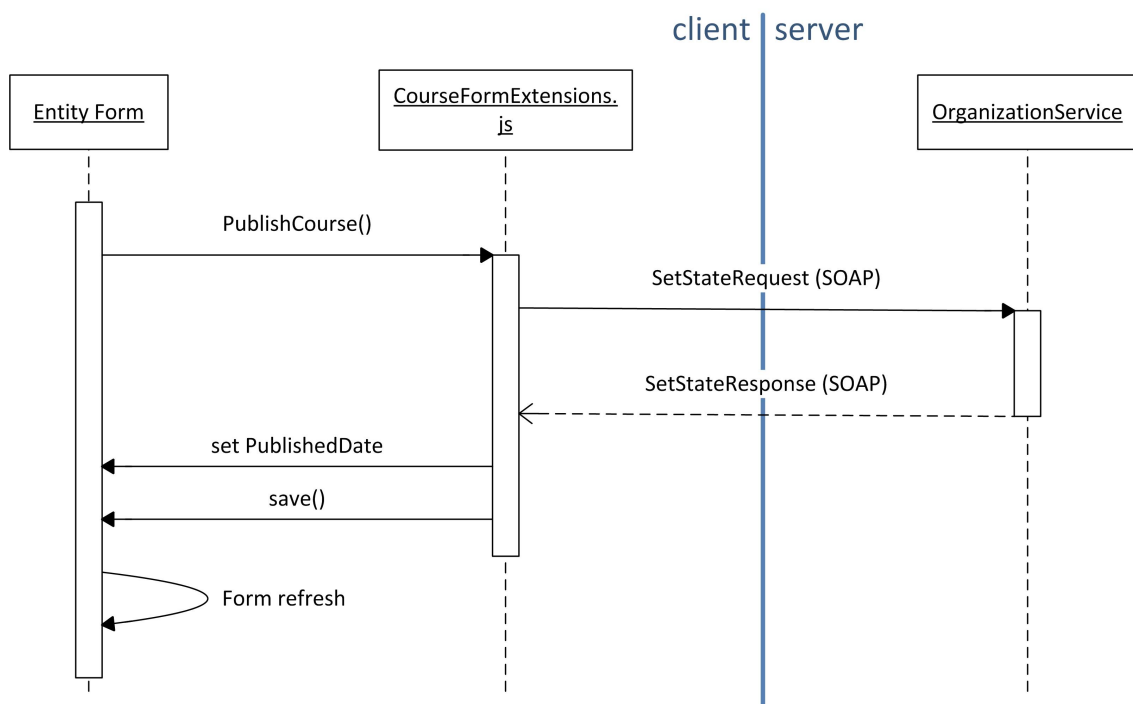 client server
Entity Form
CourseFormExtensions.
js
OrganizationService
PublishCourse()
SetStateRequest (SOAP)
SetStateResponse (SOAP)
set PublishedDate
save()
Form refresh